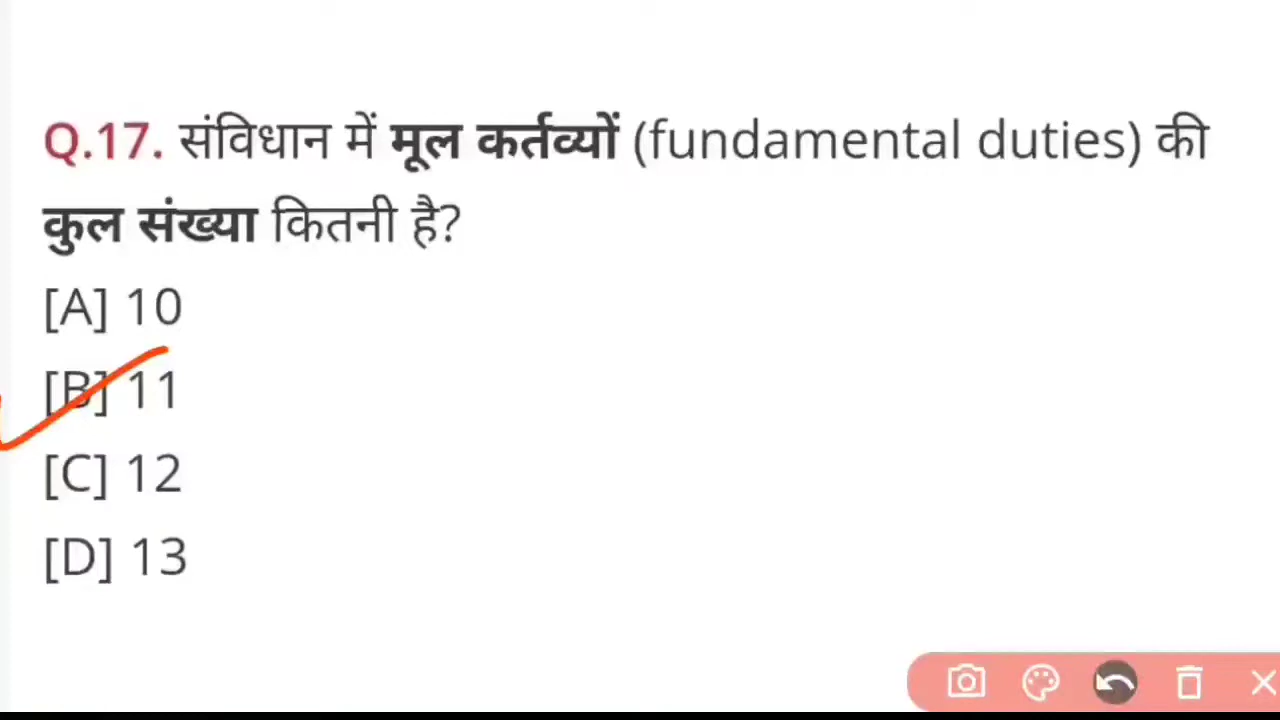 Q.17. संविधान में मूल कर्तव्यों (fundamental duties) की
कुल संख्या कितनी है?
[A] 10
[B] 11
[C] 12
[D] 13